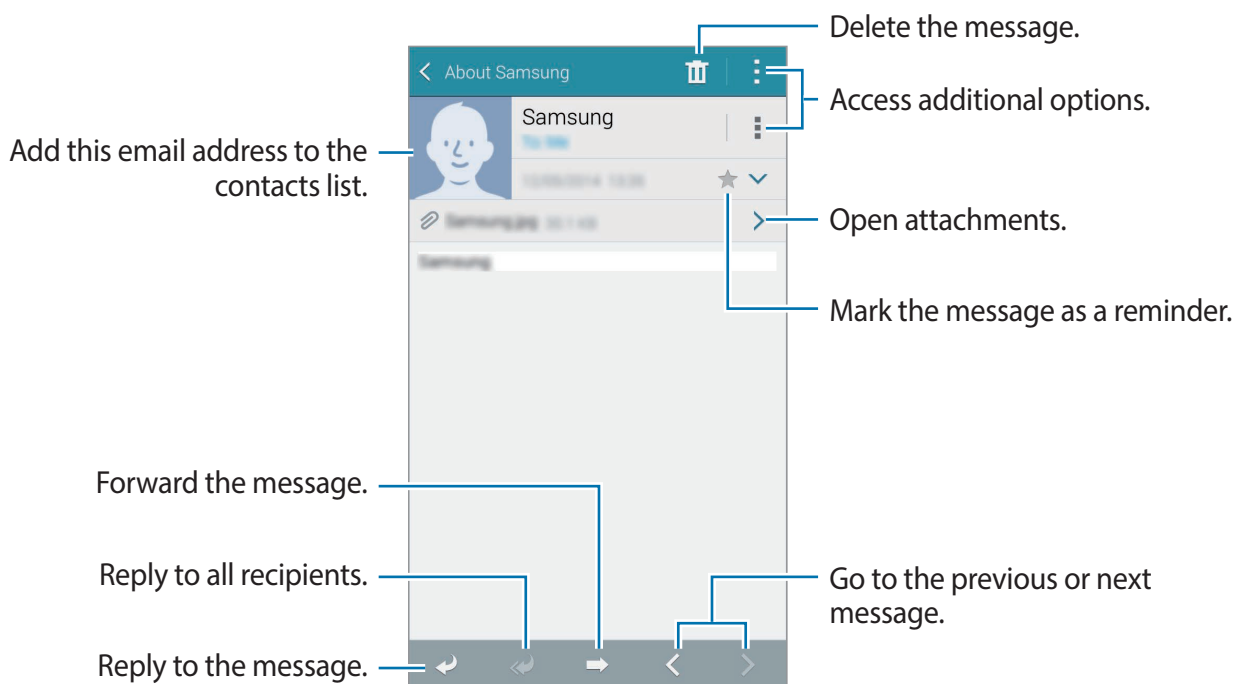 Delete the message.
About Samsung
Access additional options.
Samsung
Add this email address to the
contacts list.
Open attachments.
Samsung
Mark the message as a reminder.
Forward the message.
Reply to all recipients.
Go to the previous or next
message.
Reply to the message.